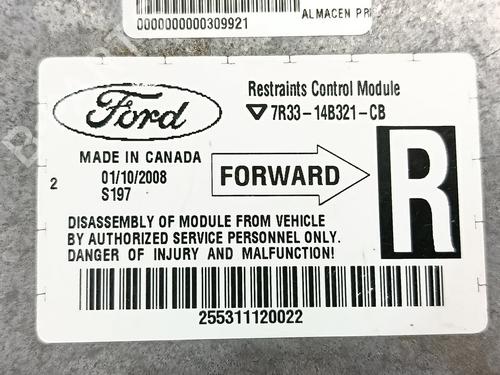 0000000000309921
ALMACEN PR
Ford
Restraints Control Module
7R33-14B321-CB
MADE IN CANADA
01/10/2008
S197
2
FORWARD
R
DISASSEMBLY OF MODULE FROM VEHICLE
BY AUTHORIZED SERVICE PERSONNEL ONLY.
DANGER OF INJURY AND MALFUNCTION!
255311120022